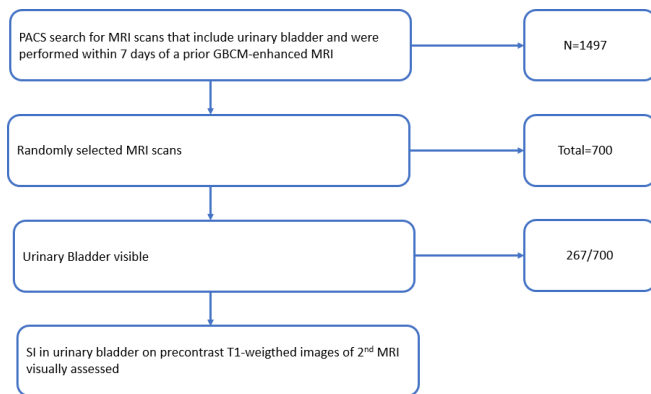 PACS search for MRI scans that include urinary bladder and were
performed within 7 days of a prior GBCM-enhanced MRI
N=1497
Randomly selected MRI scans
Total=700
Urinary Bladder visible
267/700
SI in urinary bladder on precontrast T1-weigthed images of 2nd MRI
visually assessed